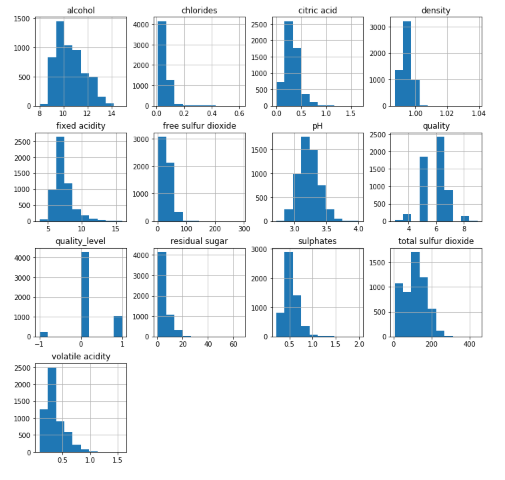 alcohol chlorides citric acid density
1500 1000 500 0
8 10 12 14
4000 3000 2000 1000 0
0.0 0.2 0.4 0.6
2500 2000 1500 1000 500 0
0.0 0.5 1.0 1.5
3000 2000 1000 0
1.00 1.02 1.04
fixed acidity free sulfur dioxide pH quality
2500 2000 1500 1000 500 0
5 10 15
3000 2000 1000 0
0 100 200 300
1500 1000 500 0
3.0 3.5 4.0
2500 2000 1500 1000 500 0
4 6 8
quality_level residual sugar sulphates total sulfur dioxide
4000 3000 2000 1000 0
−1 0 1
4000 3000 2000 1000 0
0 20 40 60
3000 2000 1000 0
0.5 1.0 1.5 2.0
1500 1000 500 0
0 200 400
volatile acidity
2500 2000 1500 1000 500 0
0.5 1.0 1.5